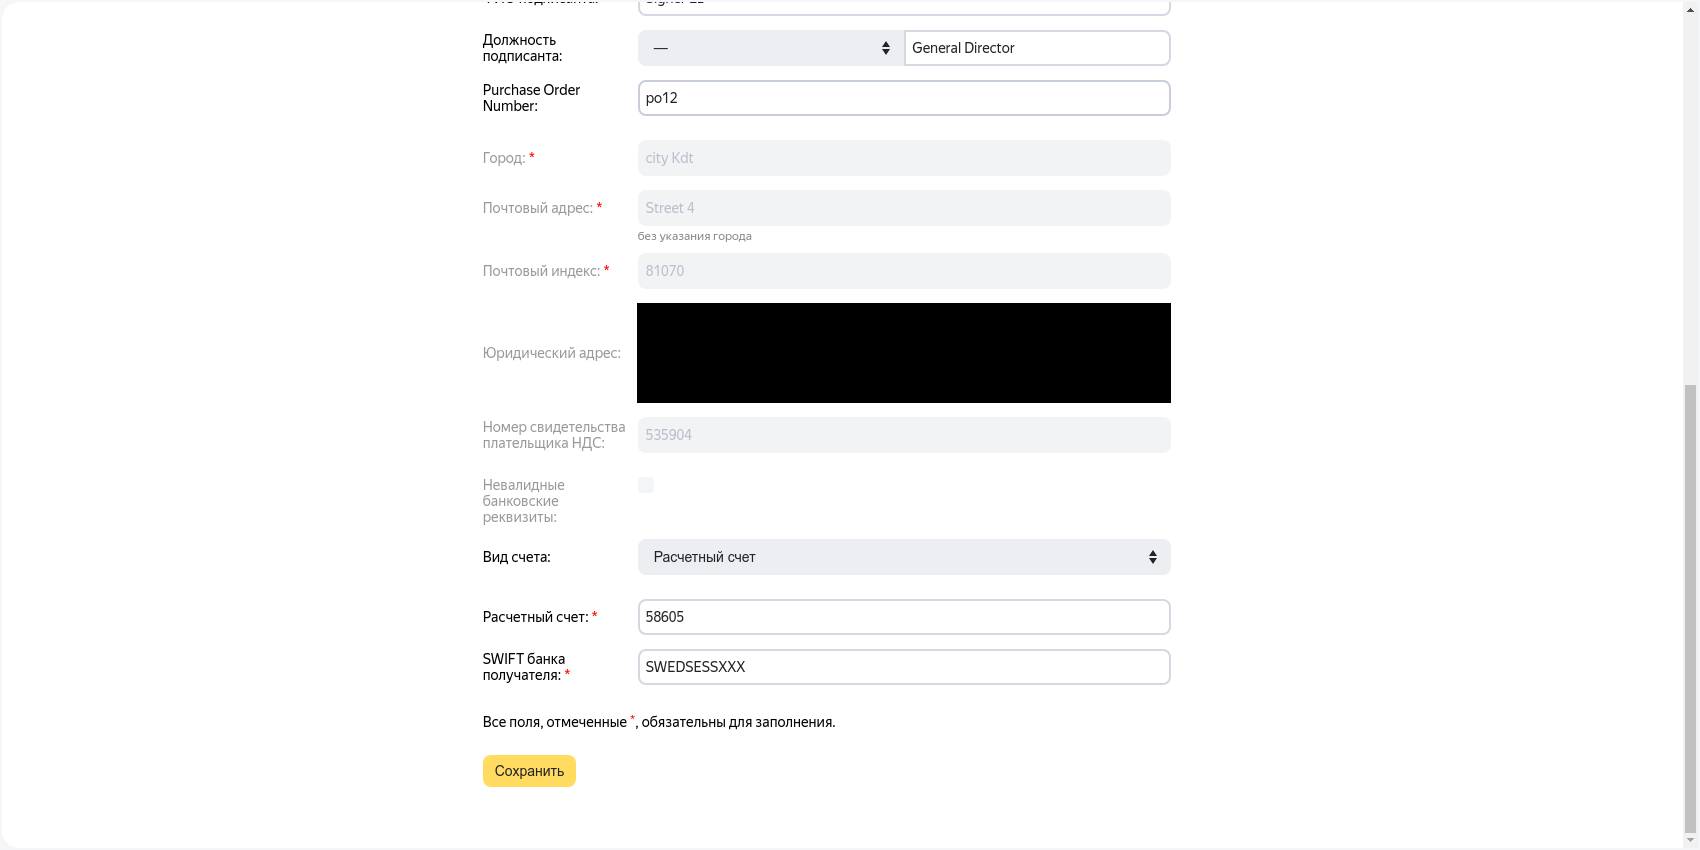 Должность
подписанта:
—
General Director
Purchase Order
Number:
po12
Город: *
city Kdt
Почтовый адрес: *
Street 4
без указания города
Почтовый индекс: *
81070
Юридический адрес:
Номер свидетельства
плательщика НДС:
535904
Невалидные
банковские
реквизиты:
Вид счета:
Расчетный счет
Расчетный счет: *
58605
SWIFT банка
получателя: *
SWEDSESSXXX
Все поля, отмеченные *, обязательны для заполнения.
Сохранить